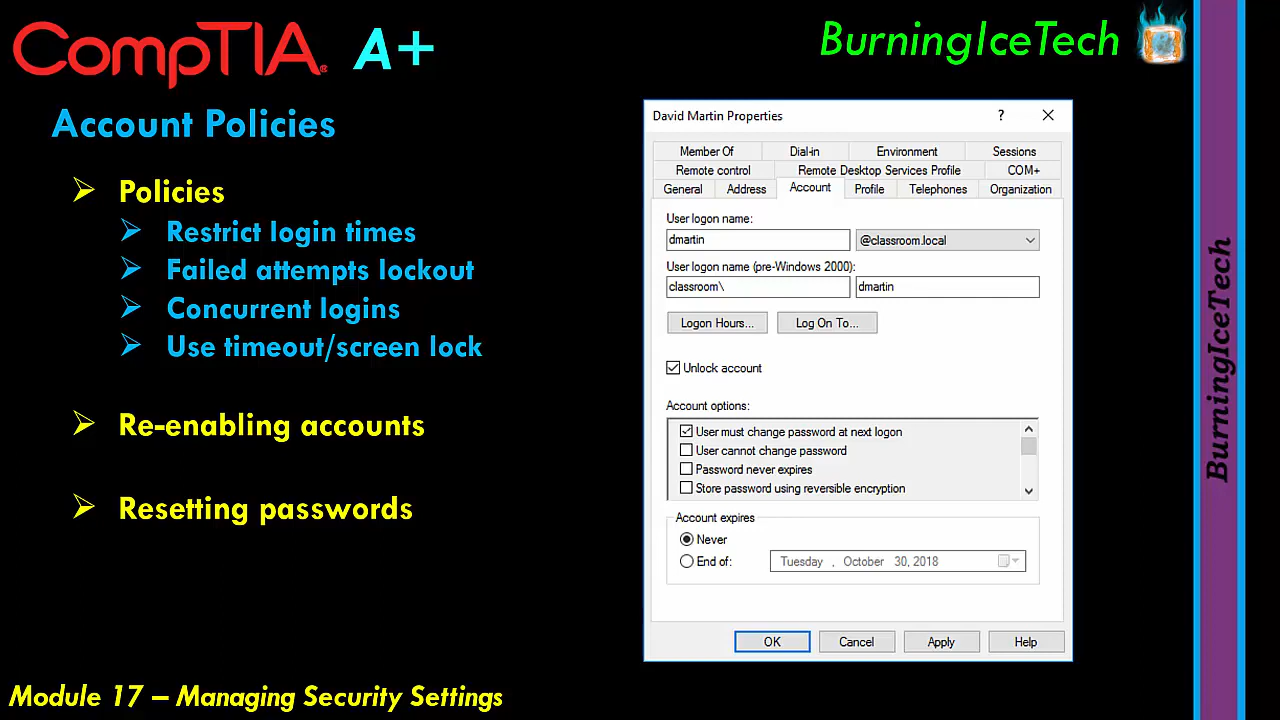 CompTIA® A+
BurningIceTech
Account Policies
Policies
Restrict login times
Failed attempts lockout
Concurrent logins
Use timeout/screen lock
Re-enabling accounts
Resetting passwords
David Martin Properties ?
Member Of Dial-in Environment Sessions
Remote control Remote Desktop Services Profile COM+
General Address Account Profile Telephones Organization
User logon name:
dmartin @classroom.local
User logon name (pre-Windows 2000):
classroom\ dmartin
Logon Hours... Log On To...
Unlock account
Account options:
User must change password at next logon
User cannot change password
Password never expires
Store password using reversible encryption
Account expires
Never
End of: Tuesday , October 30, 2018
OK Cancel Apply Help
Module 17 – Managing Security Settings
BurningIceTech